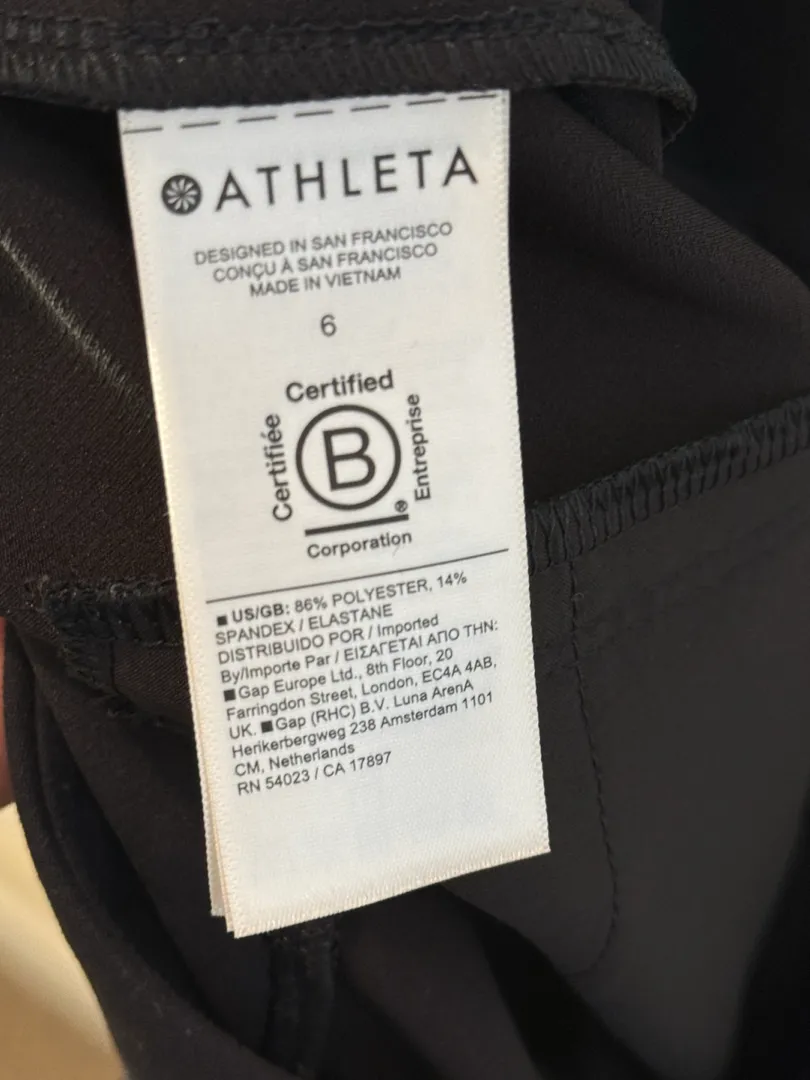 ATHLETA
DESIGNED IN SAN FRANCISCO
CONÇU À SAN FRANCISCO
MADE IN VIETNAM
6
Certified
Certifiée
B
Entreprise
®
Corporation
■ US/GB: 86% POLYESTER, 14%
SPANDEX / ELASTANE
DISTRIBUIDO POR / Imported
By/Importe Par / ΕΙΣΑΓΕΤΑΙ ΑΠΟ ΤΗΝ:
■Gap Europe Ltd., 8th Floor, 20
Farringdon Street, London, EC4A 4AB,
UK. ■Gap (RHC) B.V. Luna ArenA
Herikerbergweg 238 Amsterdam 1101
CM, Netherlands
RN 54023 / CA 17897